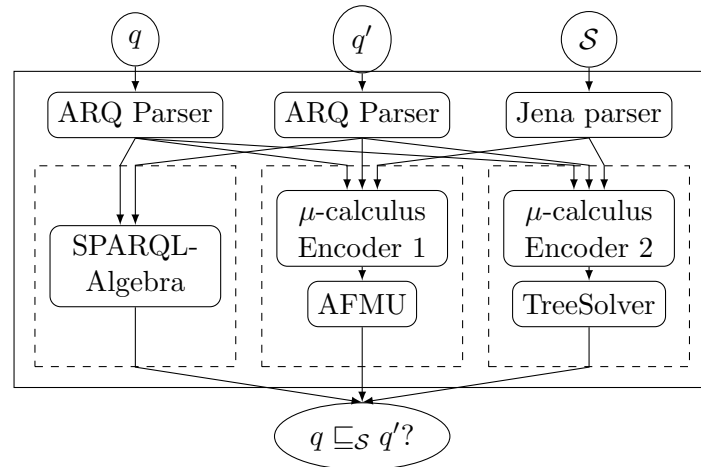 q q′ 𝒮
ARQ Parser ARQ Parser Jena parser
SPARQL-
Algebra
μ-calculus
Encoder 1
μ-calculus
Encoder 2
AFMU TreeSolver
q ⊑𝒮 q′?